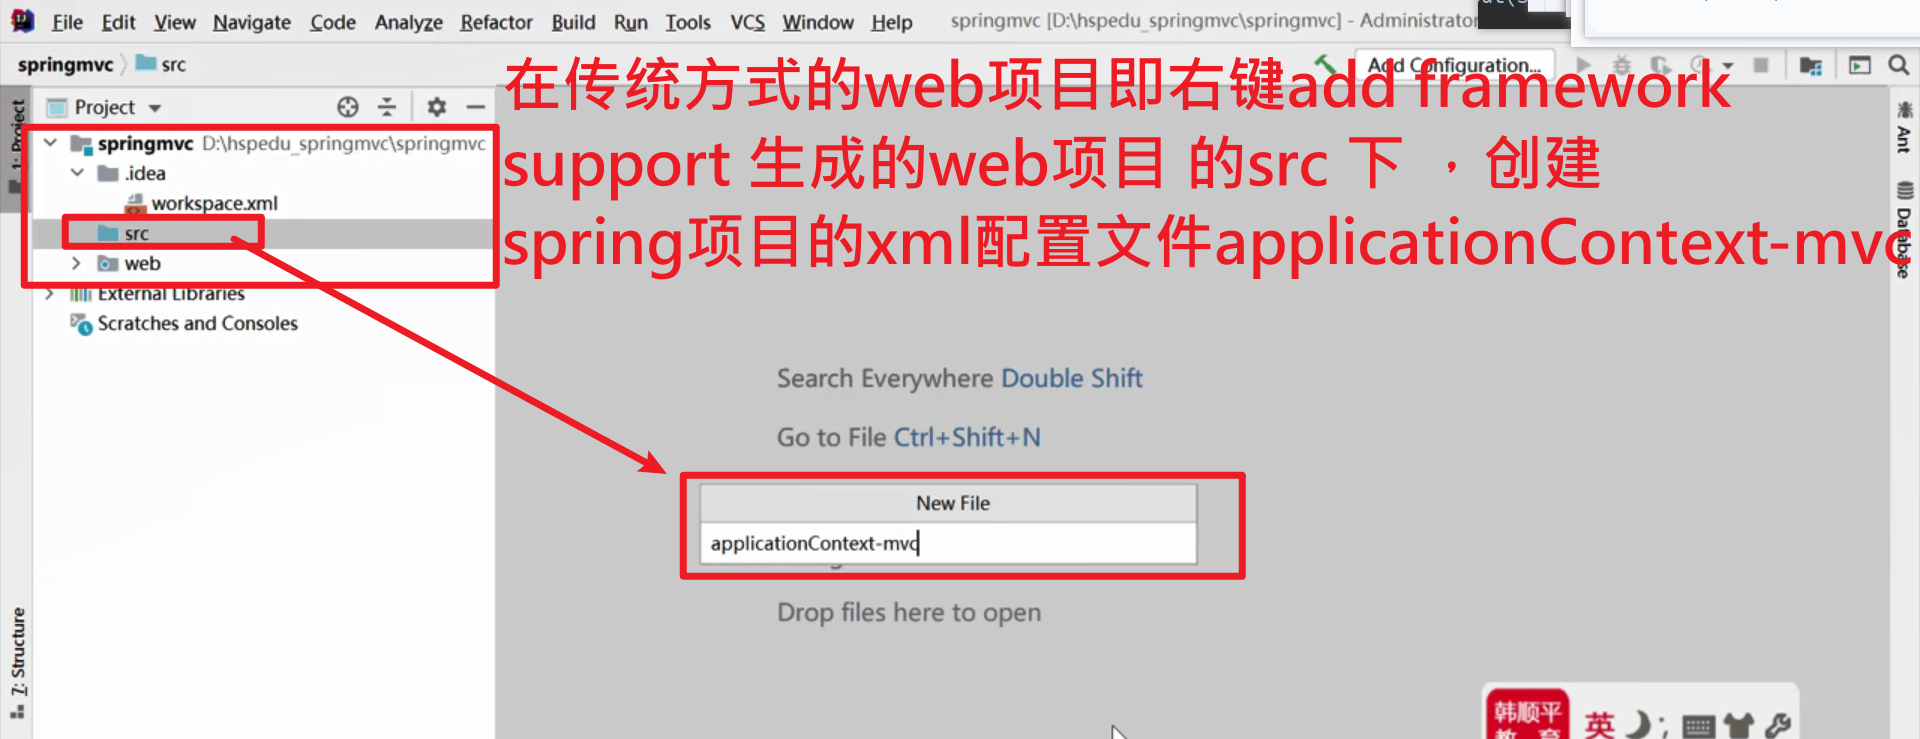 File Edit View Navigate Code Analyze Refactor Build Run Tools VCS Window Help springmvc [D:\hspedu_springmvc\springmvc] - Administrator
springmvc src
Add Configuration...
Project
1: Project
springmvc D:\hspedu_springmvc\springmvc
.idea
workspace.xml
src
web
External Libraries
Scratches and Consoles
在传统方式的web项目即右键add framework
support 生成的web项目 的src 下 ，创建
spring项目的xml配置文件applicationContext-mvc
Ant
Database
Search Everywhere Double Shift
Go to File Ctrl+Shift+N
New File
applicationContext-mvc
Drop files here to open
7: Structure
韩顺平
教 育
英